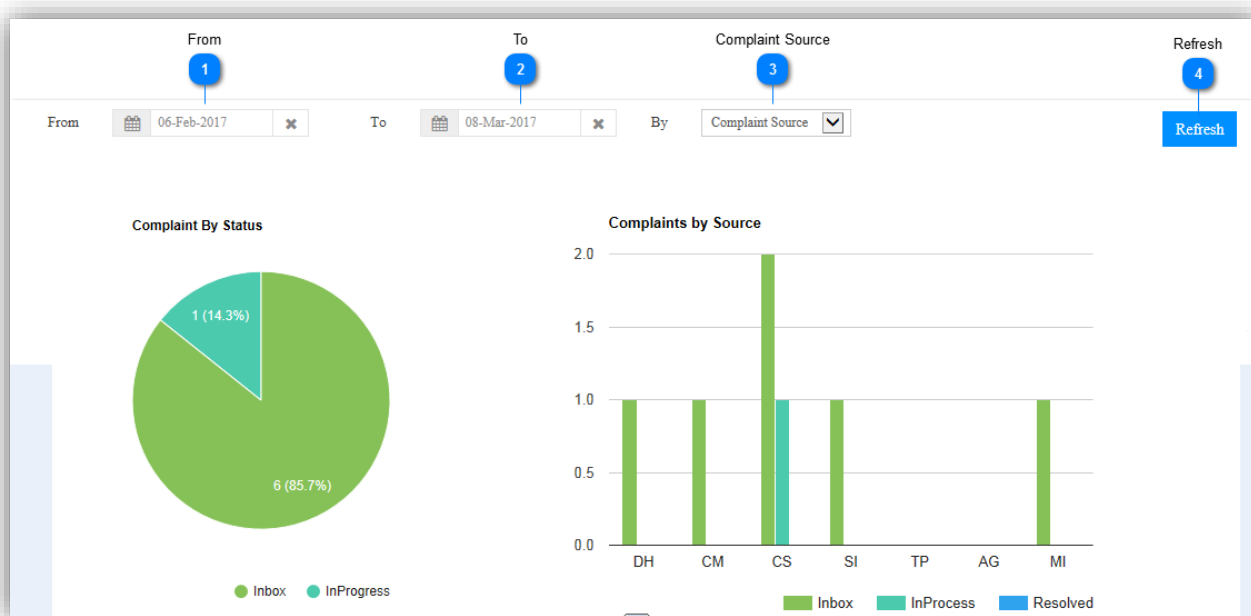 From To Complaint Source Refresh
1 2 3 4
From 06-Feb-2017 To 08-Mar-2017 By Complaint Source Refresh
Complaint By Status
1 (14.3%)
6 (85.7%)
Inbox InProgress
Complaints by Source
2.0
1.5
1.0
0.5
0.0
DH CM CS SI TP AG MI
Inbox InProcess Resolved